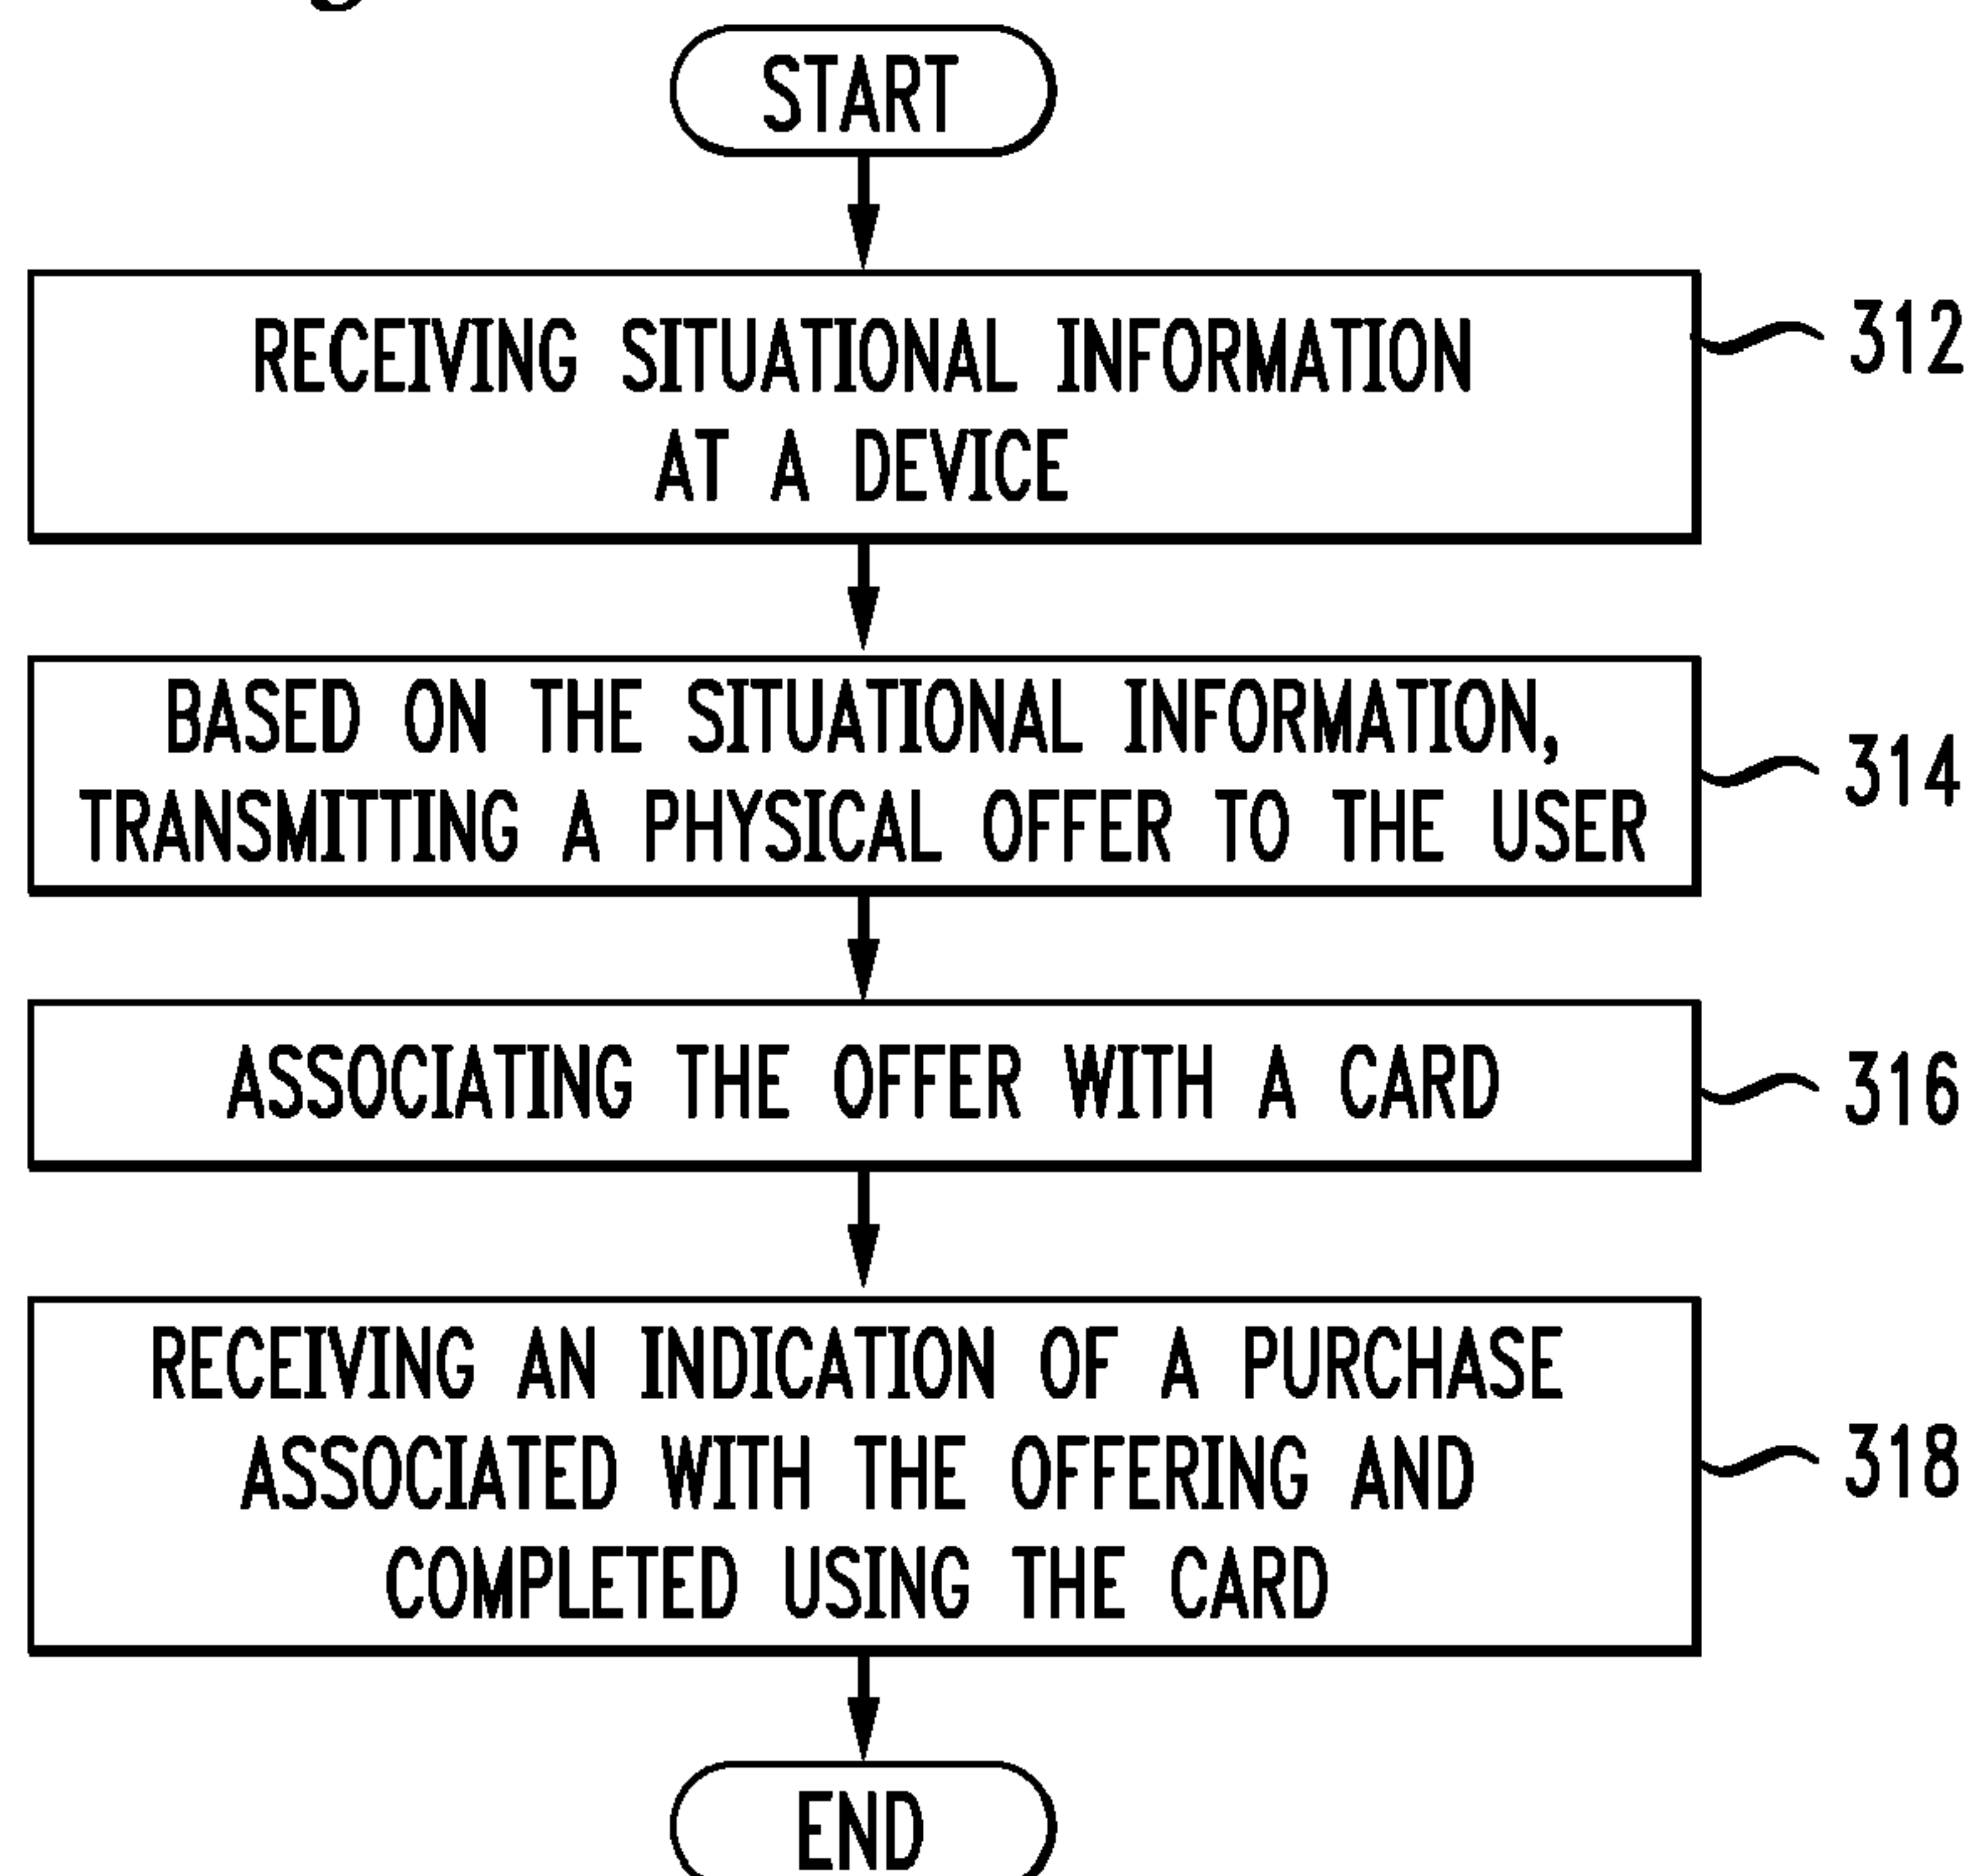 START
RECEIVING SITUATIONAL INFORMATION
AT A DEVICE
312
BASED ON THE SITUATIONAL INFORMATION,
TRANSMITTING A PHYSICAL OFFER TO THE USER
314
ASSOCIATING THE OFFER WITH A CARD
316
RECEIVING AN INDICATION OF A PURCHASE
ASSOCIATED WITH THE OFFERING AND
COMPLETED USING THE CARD
318
END